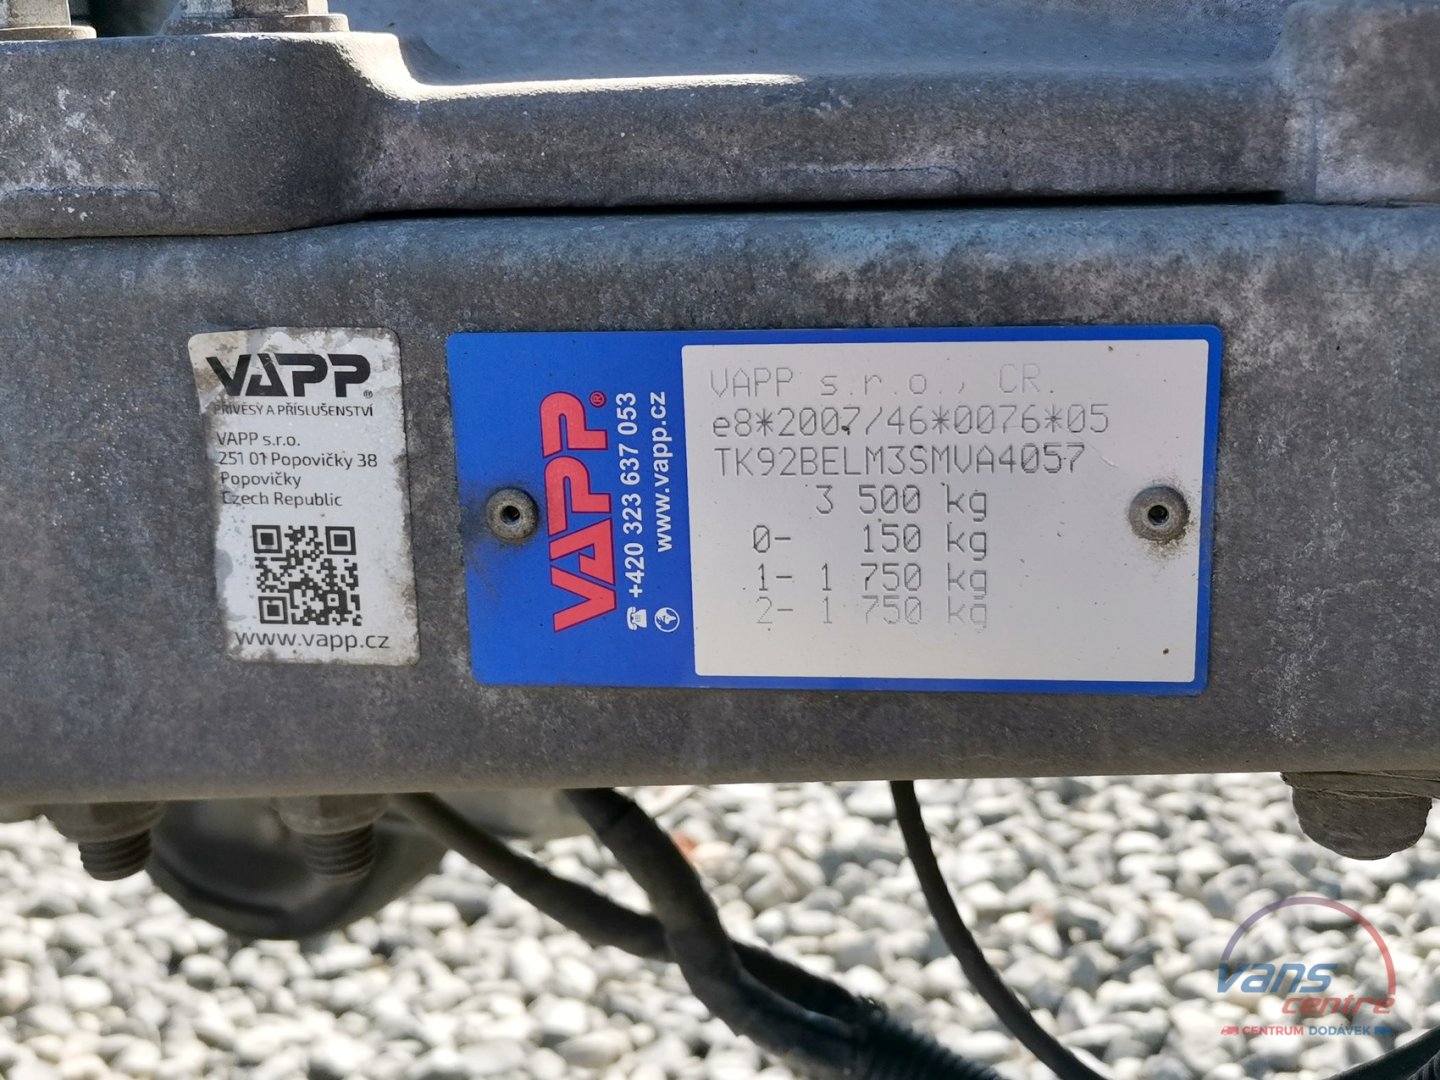 VAPP®
PŘÍVĚSY A PŘÍSLUŠENSTVÍ
VAPP s.r.o.
251 01 Popovičky 38
Popovičky
Czech Republic
www.vapp.cz
VAPP®
+420 323 637 053
www.vapp.cz
VAPP s.r.o., CR.
e8*2007/46*0076*05
TK92BELM3SMVA4057
3 500 kg
0- 150 kg
1- 1 750 kg
2- 1 750 kg
vans
centre
CENTRUM DODÁVEK